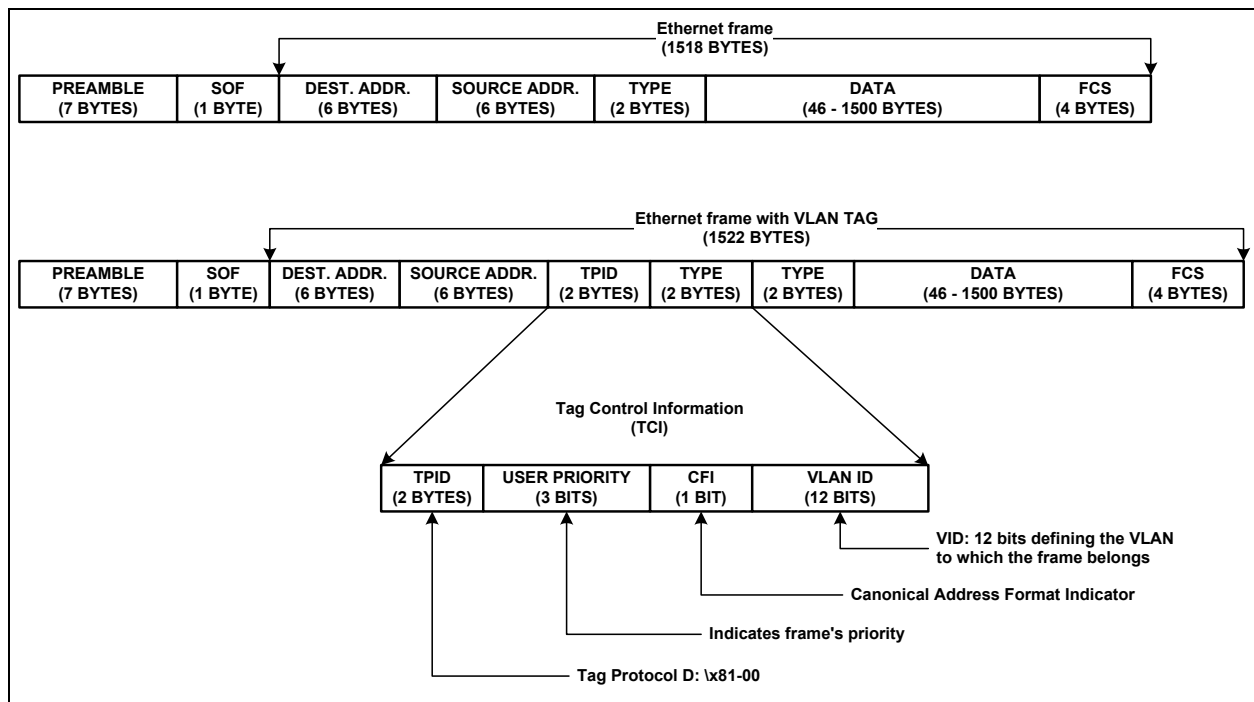 Ethernet frame
(1518 BYTES)
PREAMBLE
(7 BYTES)
SOF
(1 BYTE)
DEST. ADDR.
(6 BYTES)
SOURCE ADDR.
(6 BYTES)
TYPE
(2 BYTES)
DATA
(46 - 1500 BYTES)
FCS
(4 BYTES)
Ethernet frame with VLAN TAG
(1522 BYTES)
PREAMBLE
(7 BYTES)
SOF
(1 BYTE)
DEST. ADDR.
(6 BYTES)
SOURCE ADDR.
(6 BYTES)
TPID
(2 BYTES)
TYPE
(2 BYTES)
TYPE
(2 BYTES)
DATA
(46 - 1500 BYTES)
FCS
(4 BYTES)
Tag Control Information
(TCI)
TPID
(2 BYTES)
USER PRIORITY
(3 BITS)
CFI
(1 BIT)
VLAN ID
(12 BITS)
VID: 12 bits defining the VLAN
to which the frame belongs
Canonical Address Format Indicator
Indicates frame's priority
Tag Protocol D: \x81-00